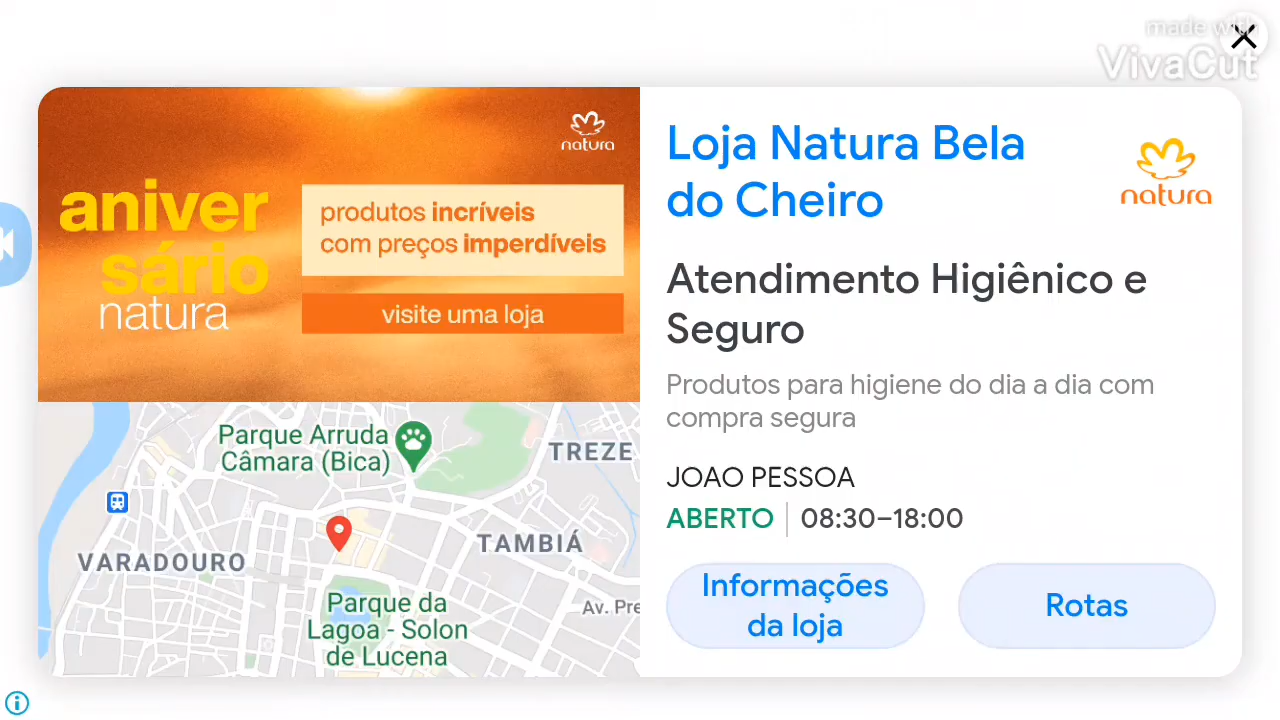 made with
VivaCut
natura
aniver
sário
natura
produtos incríveis
com preços imperdíveis
visite uma loja
Loja Natura Bela
do Cheiro
natura
Atendimento Higiênico e
Seguro
Produtos para higiene do dia a dia com
compra segura
JOAO PESSOA
ABERTO 08:30–18:00
Informações
da loja
Rotas
Parque Arruda
Câmara (Bica)
TREZE
VARADOURO
TAMBIÁ
Parque da
Lagoa - Solon
de Lucena
Av. Pre